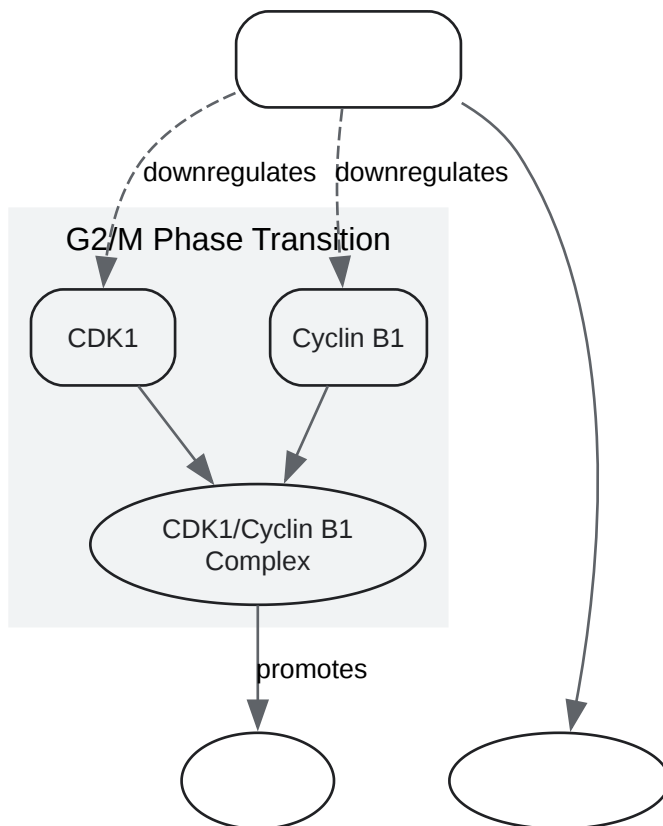 downregulates
downregulates
G2/M Phase Transition
CDK1
Cyclin B1
CDK1/Cyclin B1
Complex
promotes